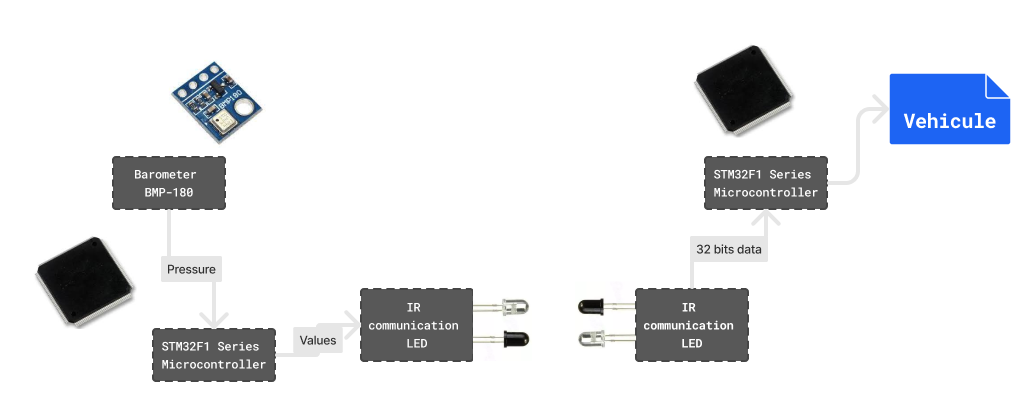 BMP180
Barometer
BMP-180
Pressure
STM32F1 Series
Microcontroller
Values
IR
communication
LED
IR
communication
LED
32 bits data
STM32F1 Series
Microcontroller
Vehicule